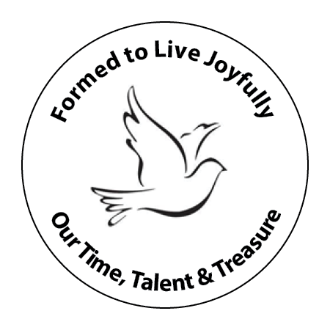 Formed to Live Joyfully
Our Time, Talent & Treasure